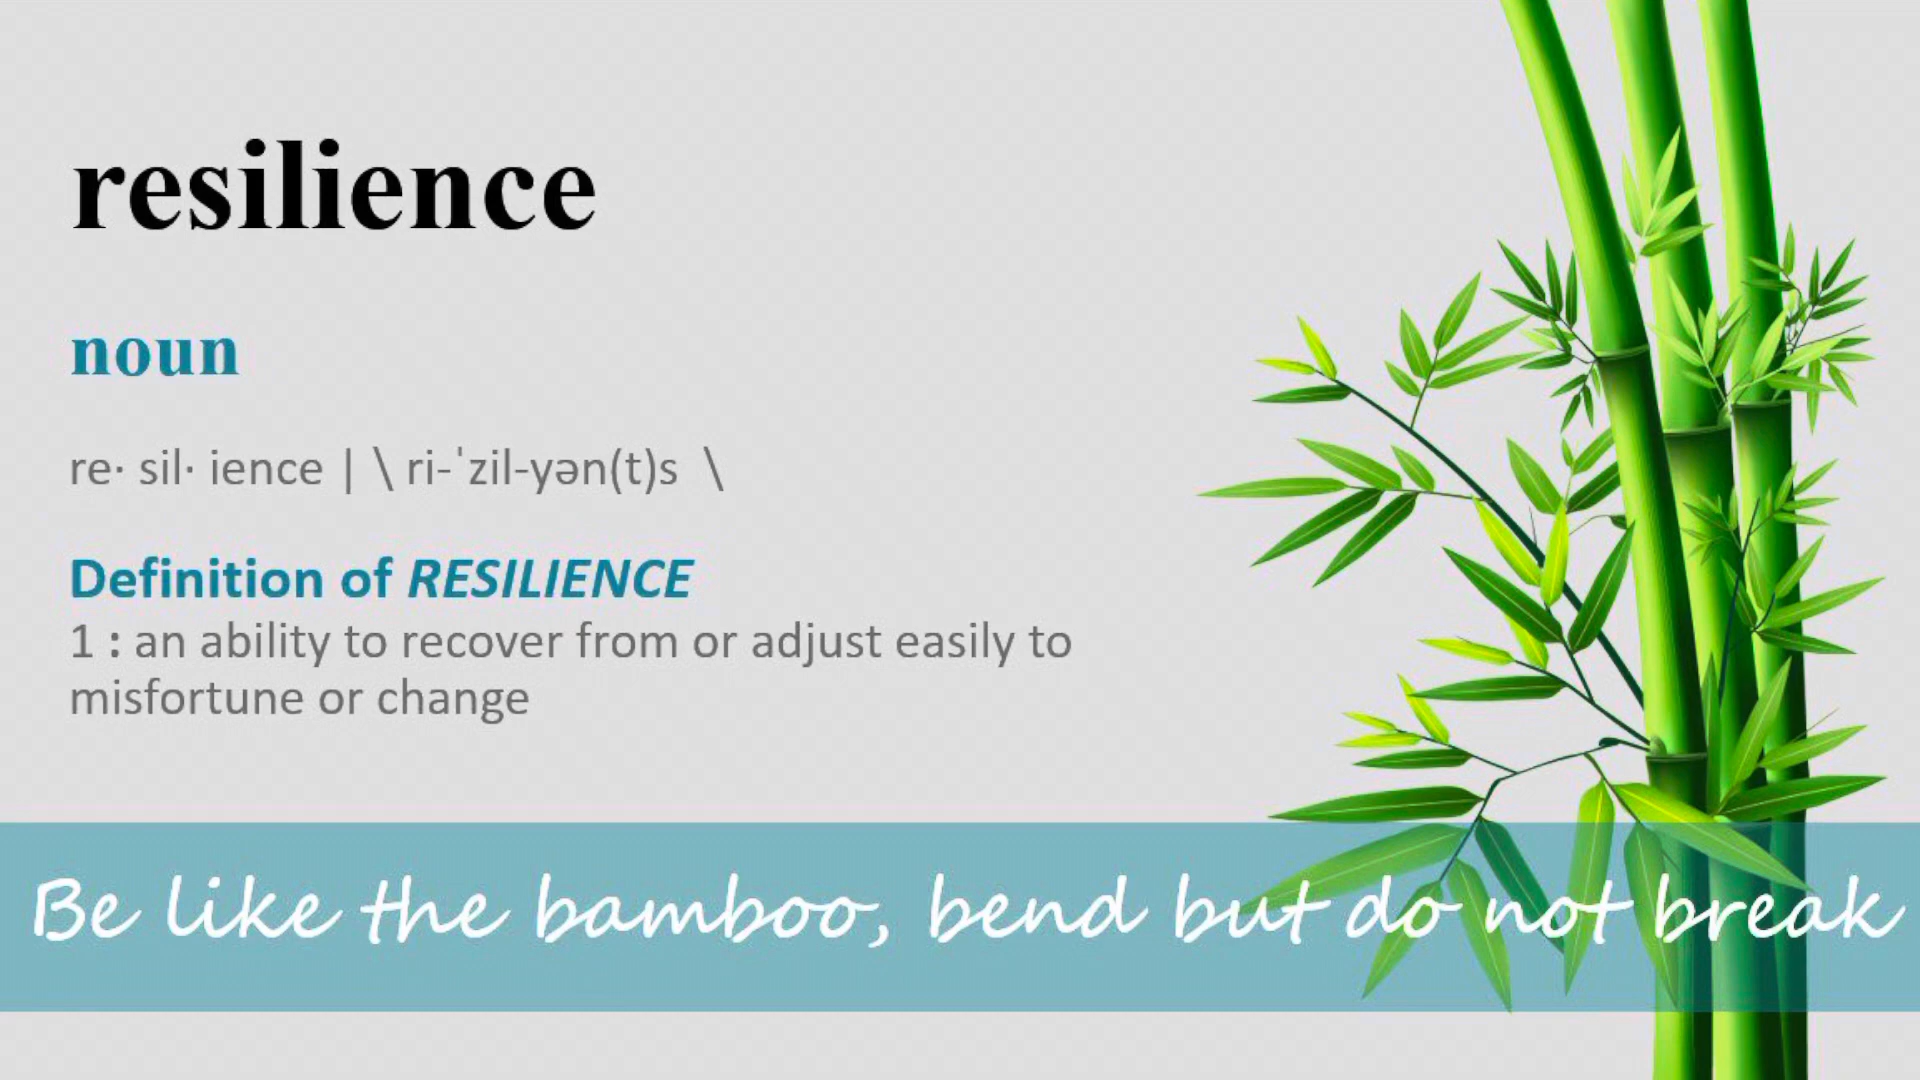 resilience
noun
re· sil· ience | \ ri-ˈzil-yən(t)s \
Definition of RESILIENCE
1 : an ability to recover from or adjust easily to
misfortune or change
Be like the bamboo, bend but do not break